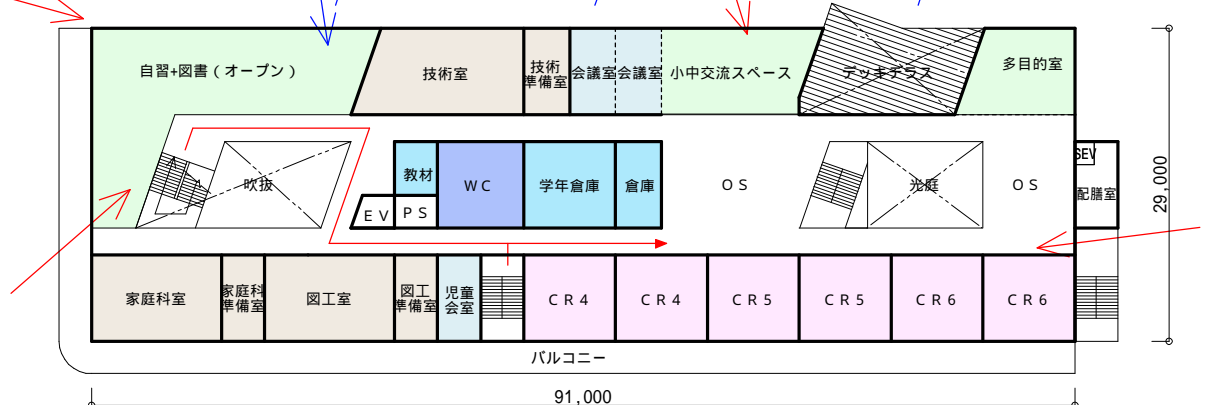 自習+図書(オープン)
技術室
技術
準備室
会議室
会議室
小中交流スペース
デッキテラス
多目的室
吹抜
教材
WC
学年倉庫
倉庫
OS
光庭
OS
SEV
配膳室
EV
PS
29,000
家庭科室
家庭科
準備室
図工室
図工
準備室
児童
会室
CR4
CR4
CR5
CR5
CR6
CR6
バルコニー
91,000